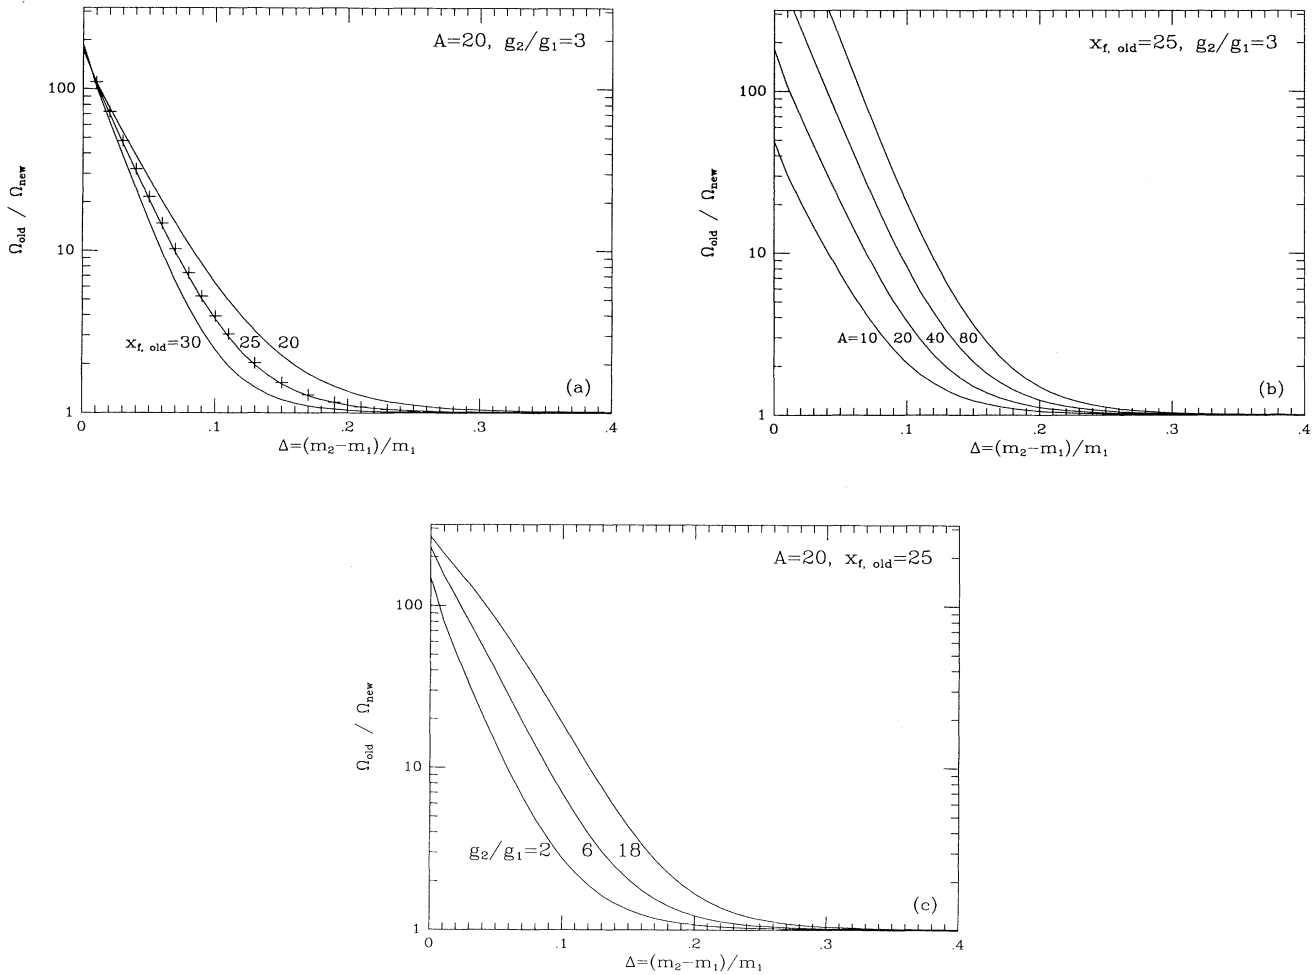 A=20, g₂/g₁=3
100
10
1
Ω_old / Ω_new
x_f, old=30
25
20
(a)
0
.1
.2
.3
.4
Δ=(m₂−m₁)/m₁
x_f, old=25, g₂/g₁=3
100
10
1
Ω_old / Ω_new
A=10
20
40
80
(b)
0
.1
.2
.3
.4
Δ=(m₂−m₁)/m₁
A=20, x_f, old=25
100
10
1
Ω_old / Ω_new
g₂/g₁=2
6
18
(c)
0
.1
.2
.3
.4
Δ=(m₂−m₁)/m₁